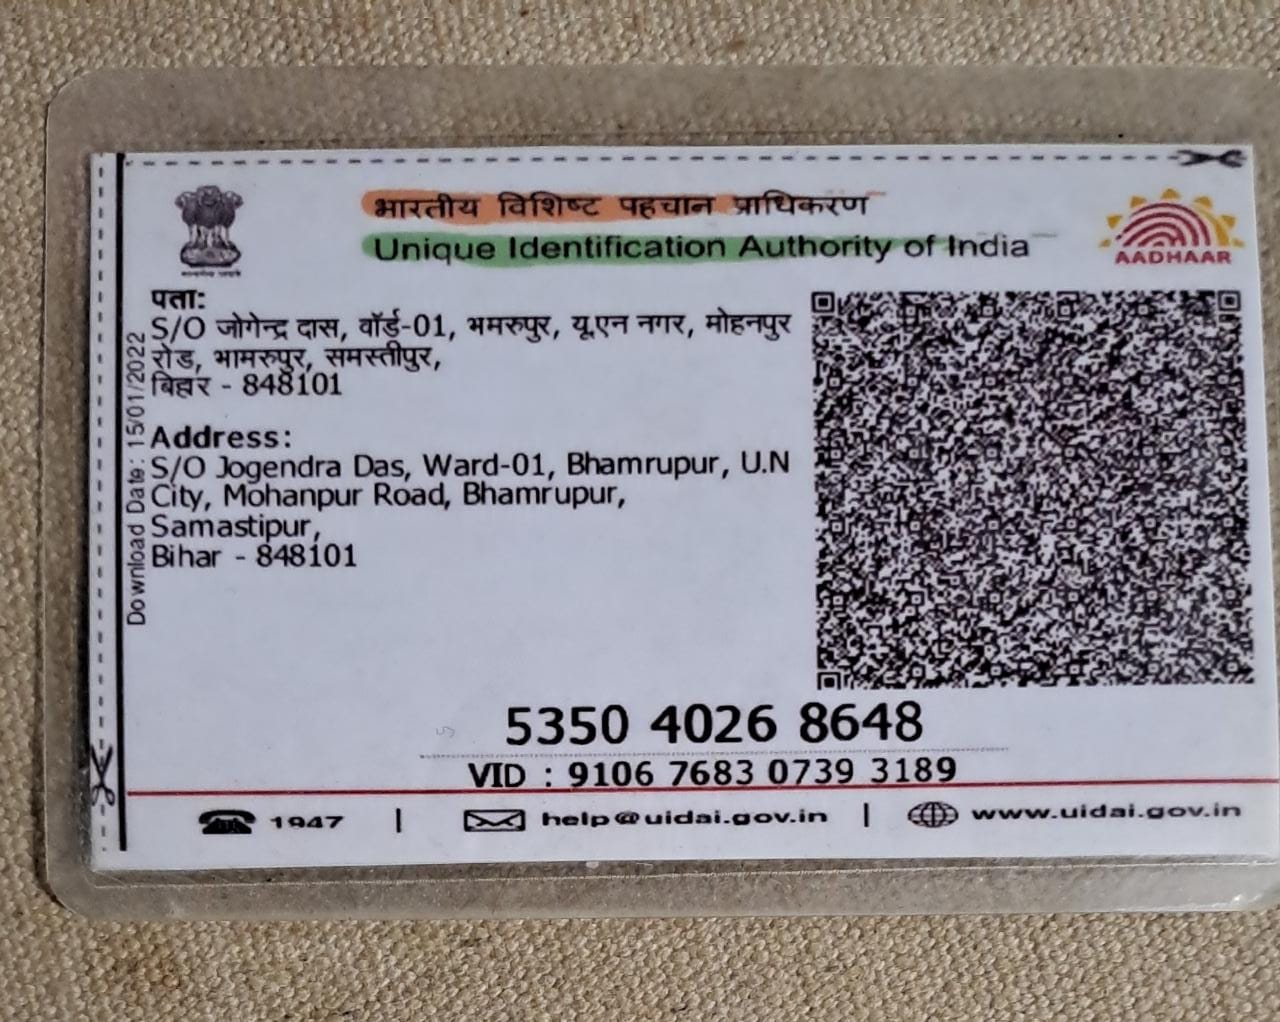 भारतीय विशिष्ट पहचान प्राधिकरण
Unique Identification Authority of India
AADHAAR
पता:
S/O जोगेन्द्र दास, वॉर्ड-01, भमरुपुर, यू.एन नगर, मोहनपुर
रोड, भामरुपुर, समस्तीपुर,
बिहार - 848101
Address:
S/O Jogendra Das, Ward-01, Bhamrupur, U.N
City, Mohanpur Road, Bhamrupur,
Samastipur,
Bihar - 848101
Download Date: 15/01/2022
5350 4026 8648
VID : 9106 7683 0739 3189
1947 | help@uidai.gov.in | www.uidai.gov.in